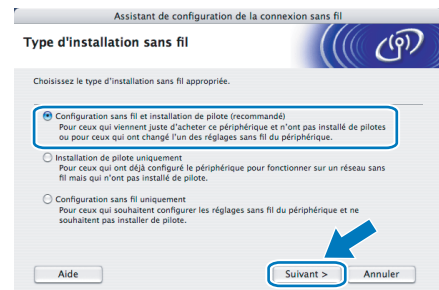 Assistant de configuration de la connexion sans fil
Type d'installation sans fil
Choisissez le type d'installation sans fil appropriée.
Configuration sans fil et installation de pilote (recommandé)
Pour ceux qui viennent juste d'acheter ce périphérique et n'ont pas installé de pilotes
ou pour ceux qui ont changé l'un des réglages sans fil du périphérique.
Installation de pilote uniquement
Pour ceux qui ont déjà configuré le périphérique pour fonctionner sur un réseau sans
fil mais qui n'ont pas installé de pilote.
Configuration sans fil uniquement
Pour ceux qui souhaitent configurer les réglages sans fil du périphérique et ne
souhaitent pas installer de pilote.
Aide
Suivant >
Annuler